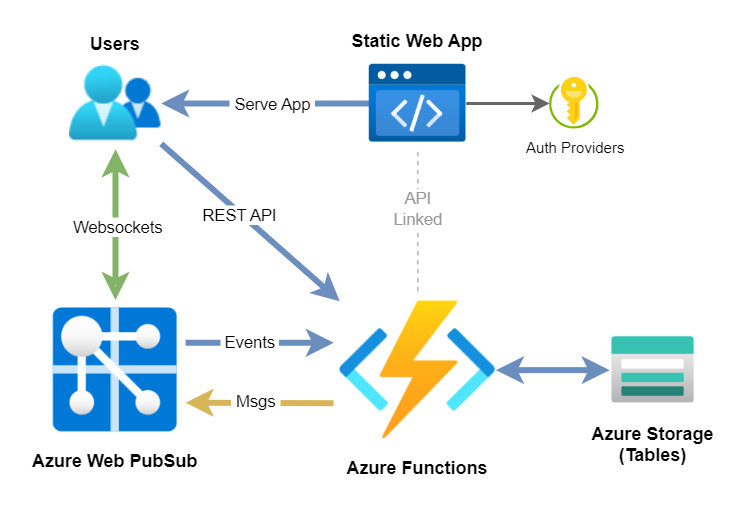 Users
Static Web App
Serve App
Auth Providers
REST API
API
Linked
Websockets
Events
Msgs
Azure Web PubSub
Azure Functions
Azure Storage
(Tables)